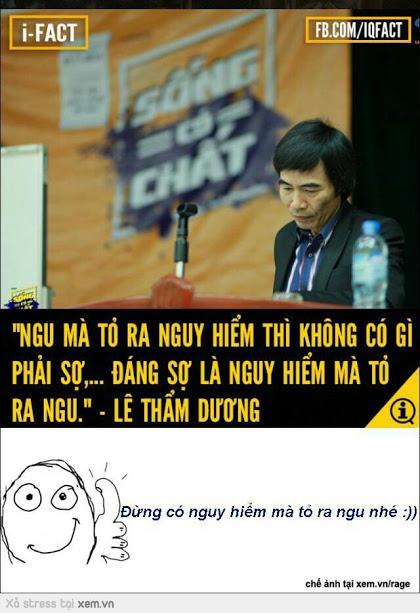 i-FACT
FB.COM/IQFACT
SỐNG
CÓ
CHẤT
SỐNG
"NGU MÀ TỎ RA NGUY HIỂM THÌ KHÔNG CÓ GÌ
PHẢI SỢ,... ĐÁNG SỢ LÀ NGUY HIỂM MÀ TỎ
RA NGU." - LÊ THẨM DƯƠNG
Đừng có nguy hiểm mà tỏ ra ngu nhé :))
chế ảnh tại xem.vn/rage
Xả stress tại xem.vn